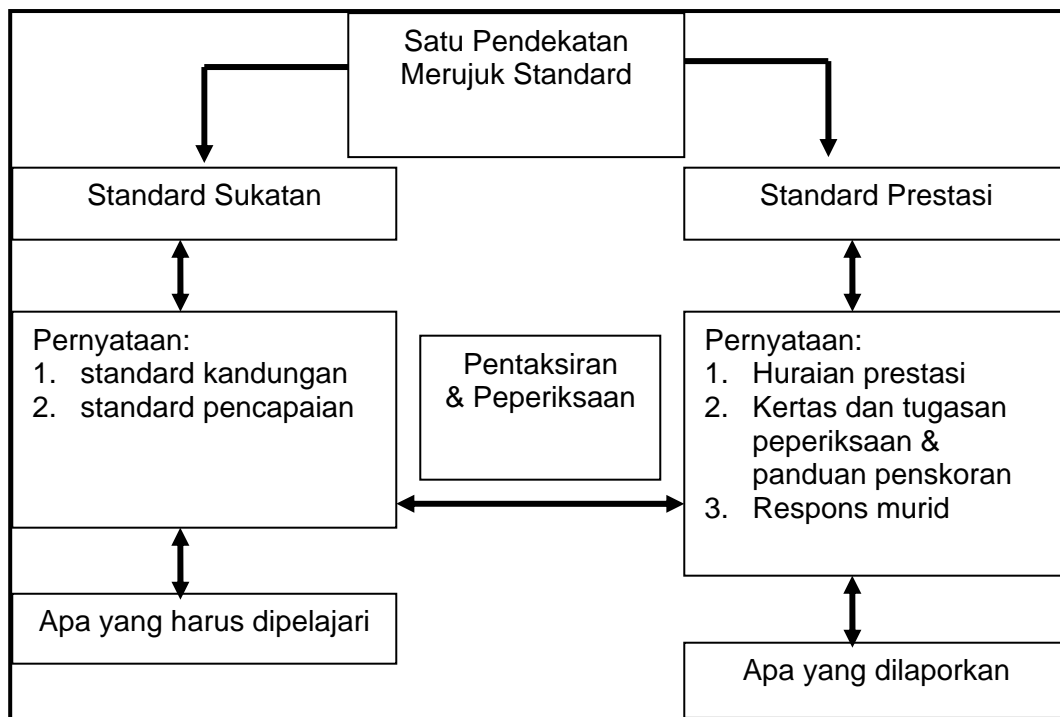 Satu Pendekatan
Merujuk Standard
Standard Sukatan
Standard Prestasi
Pernyataan:
1. standard kandungan
2. standard pencapaian
Pentaksiran
& Peperiksaan
Pernyataan:
1. Huraian prestasi
2. Kertas dan tugasan
peperiksaan &
panduan penskoran
3. Respons murid
Apa yang harus dipelajari
Apa yang dilaporkan